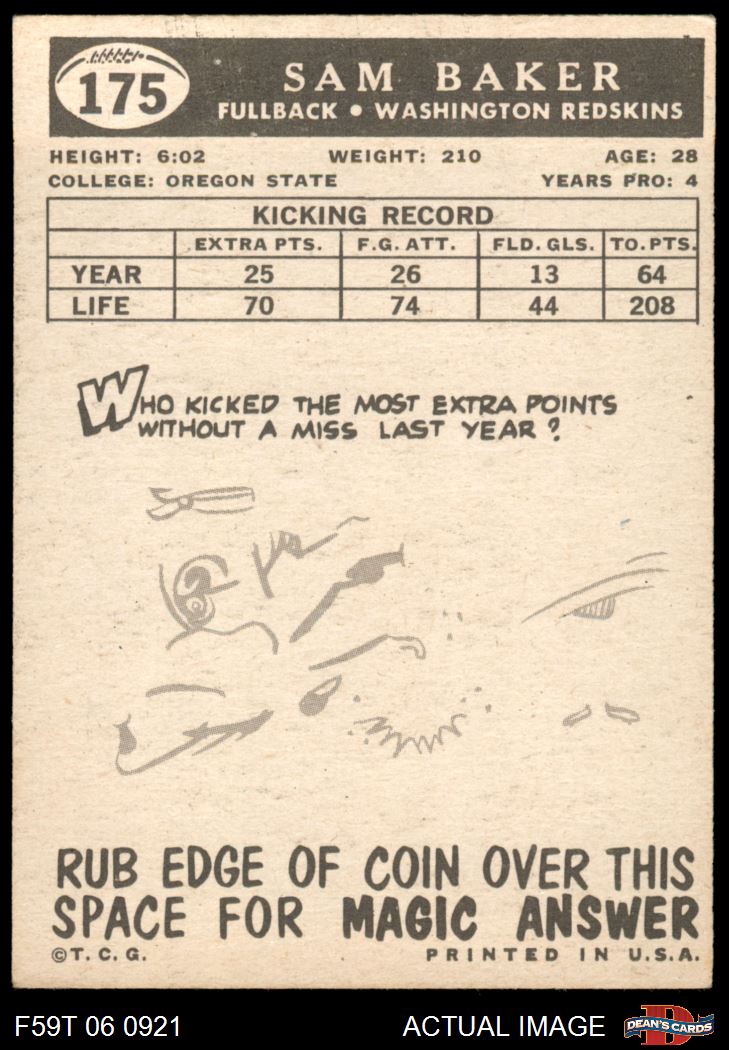 175
SAM BAKER
FULLBACK • WASHINGTON REDSKINS
HEIGHT: 6:02 WEIGHT: 210 AGE: 28
COLLEGE: OREGON STATE YEARS PRO: 4
KICKING RECORD
EXTRA PTS. F.G. ATT. FLD. GLS. TO. PTS.
YEAR 25 26 13 64
LIFE 70 74 44 208
WHO KICKED THE MOST EXTRA POINTS
WITHOUT A MISS LAST YEAR?
RUB EDGE OF COIN OVER THIS
SPACE FOR MAGIC ANSWER
© T. C. G. PRINTED IN U.S.A.
F59T 06 0921 ACTUAL IMAGE D DEAN'S CARDS